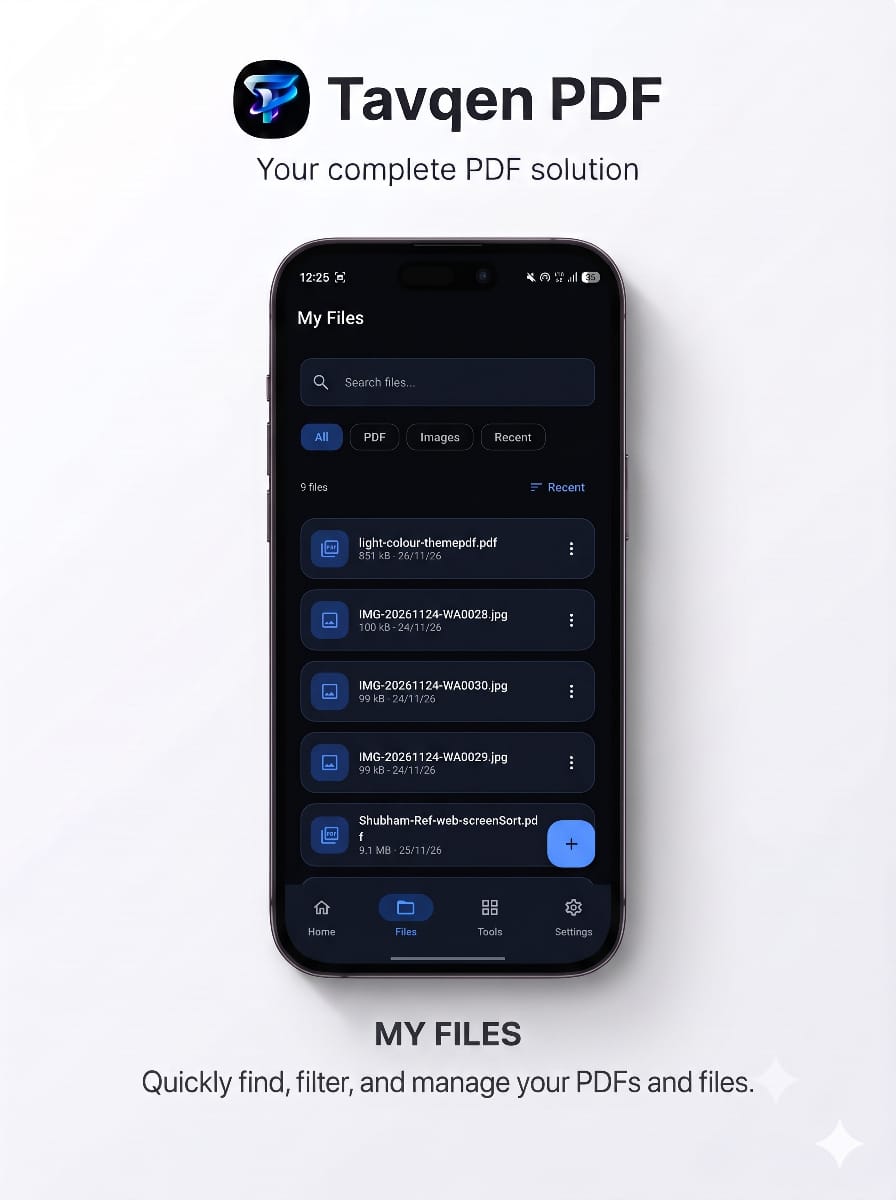 Tavqen PDF
Your complete PDF solution
12:25
35
My Files
Search files...
All
PDF
Images
Recent
9 files
Recent
light-colour-themepdf.pdf
851 kB · 26/11/26
IMG-20261124-WA0028.jpg
100 kB · 24/11/26
IMG-20261124-WA0030.jpg
99 kB · 24/11/26
IMG-20261124-WA0029.jpg
99 kB · 24/11/26
Shubham-Ref-web-screenSort.pd
f
9.1 MB · 25/11/26
Home
Files
Tools
Settings
MY FILES
Quickly find, filter, and manage your PDFs and files.